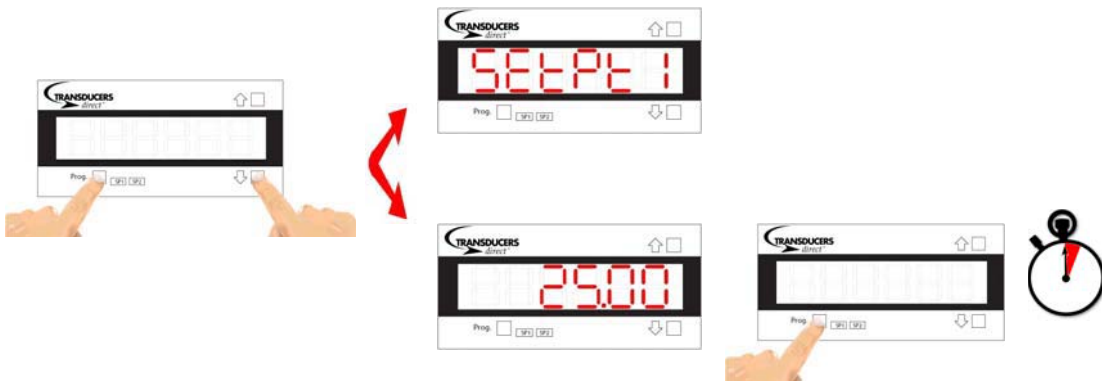 TRANSDUCERS
direct
Prog. SP1 SP2
TRANSDUCERS
direct
SEtPt 1
Prog. SP1 SP2
TRANSDUCERS
direct
25.00
Prog. SP1 SP2
TRANSDUCERS
direct
Prog. SP1 SP2